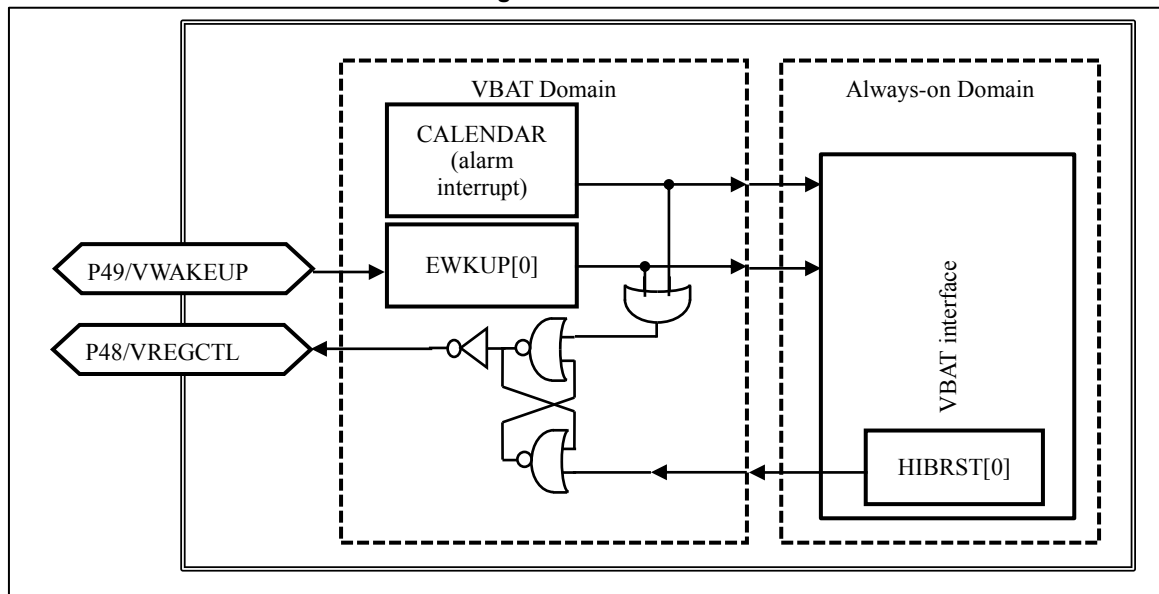 VBAT Domain
Always-on Domain
CALENDAR
(alarm
interrupt)
P49/VWAKEUP
EWKUP[0]
P48/VREGCTL
VBAT interface
HIBRST[0]